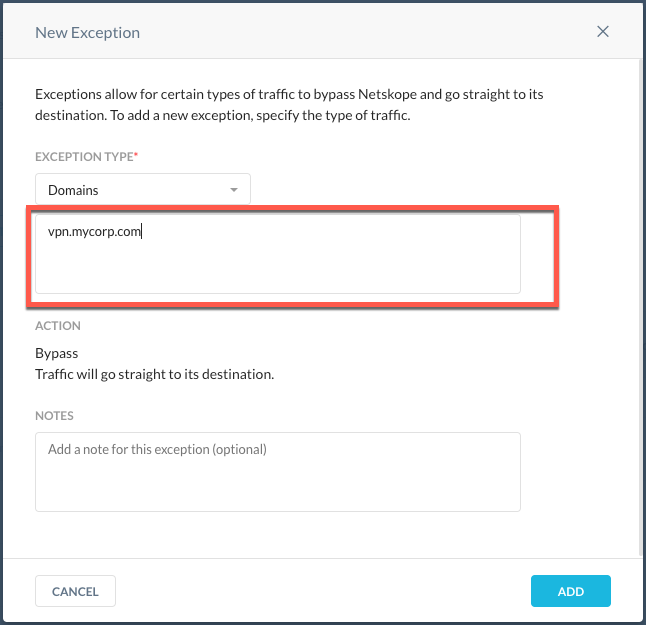 New Exception
Exceptions allow for certain types of traffic to bypass Netskope and go straight to its
destination. To add a new exception, specify the type of traffic.
EXCEPTION TYPE*
Domains
vpn.mycorp.com
ACTION
Bypass
Traffic will go straight to its destination.
NOTES
Add a note for this exception (optional)
CANCEL
ADD